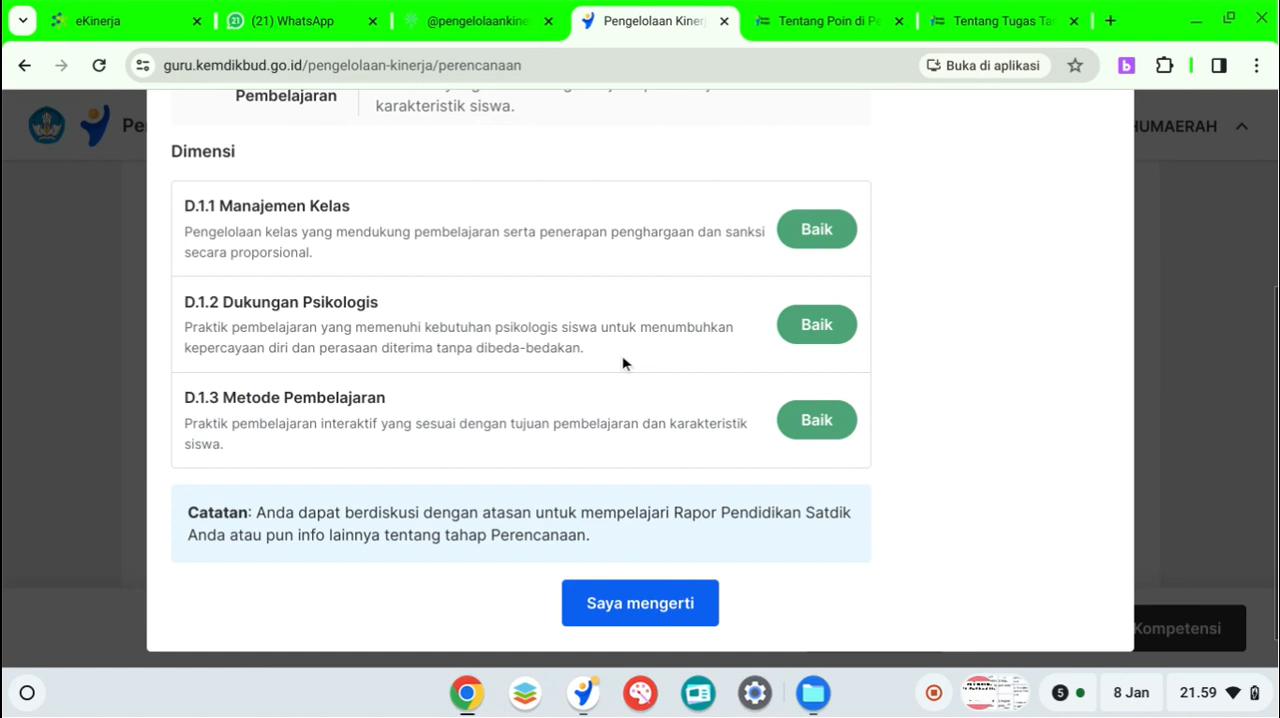 eKinerja
(21) WhatsApp
@pengelolaankine
Pengelolaan Kiner
Tentang Poin di Pe
Tentang Tugas Ta
guru.kemdikbud.go.id/pengelolaan-kinerja/perencanaan
Buka di aplikasi
Pe
HUMAERAH
Pembelajaran
karakteristik siswa.
Dimensi
D.1.1 Manajemen Kelas
Pengelolaan kelas yang mendukung pembelajaran serta penerapan penghargaan dan sanksi
secara proporsional.
Baik
D.1.2 Dukungan Psikologis
Praktik pembelajaran yang memenuhi kebutuhan psikologis siswa untuk menumbuhkan
kepercayaan diri dan perasaan diterima tanpa dibeda-bedakan.
Baik
D.1.3 Metode Pembelajaran
Praktik pembelajaran interaktif yang sesuai dengan tujuan pembelajaran dan karakteristik
siswa.
Baik
Catatan: Anda dapat berdiskusi dengan atasan untuk mempelajari Rapor Pendidikan Satdik
Anda atau pun info lainnya tentang tahap Perencanaan.
Saya mengerti
Kompetensi
5
8 Jan
21.59